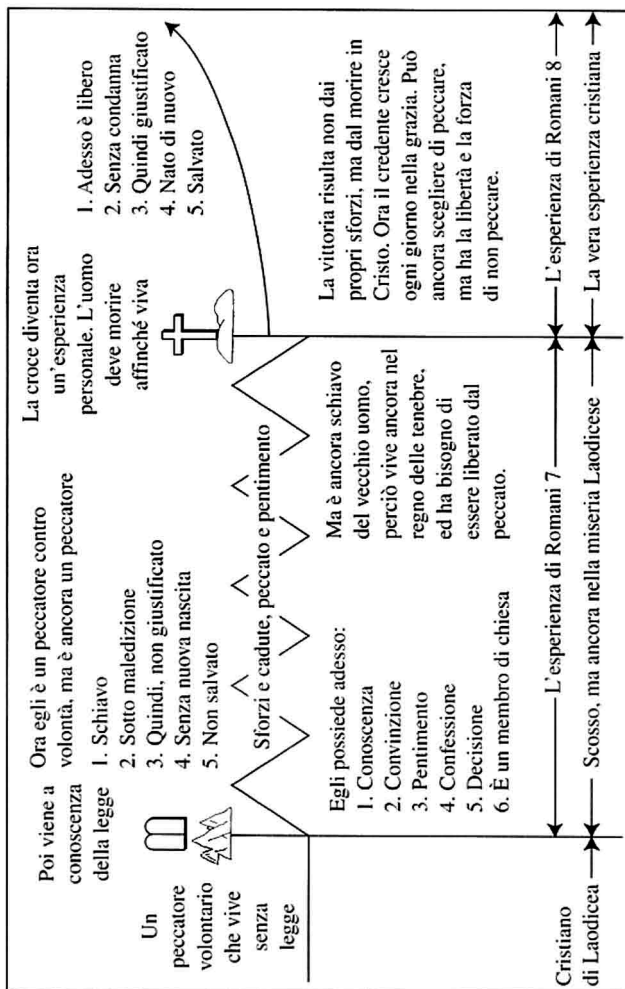 Un
peccatore
volontario
che vive
senza
legge
Poi viene a
conoscenza
della legge
Ora egli è un peccatore contro
volontà, ma è ancora un peccatore
1. Schiavo
2. Sotto maledizione
3. Quindi, non giustificato
4. Senza nuova nascita
5. Non salvato
Sforzi e cadute, peccato e pentimento
La croce diventa ora
un'esperienza
personale. L'uomo
deve morire
affinché viva
1. Adesso è libero
2. Senza condanna
3. Quindi giustificato
4. Nato di nuovo
5. Salvato
Egli possiede adesso:
1. Conoscenza
2. Convinzione
3. Pentimento
4. Confessione
5. Decisione
6. È un membro di chiesa
Ma è ancora schiavo
del vecchio uomo,
perciò vive ancora nel
regno delle tenebre,
ed ha bisogno di
essere liberato dal
peccato.
La vittoria risulta non dai
propri sforzi, ma dal morire in
Cristo. Ora il credente cresce
ogni giorno nella grazia. Può
ancora scegliere di peccare,
ma ha la libertà e la forza
di non peccare.
L'esperienza di Romani 7
L'esperienza di Romani 8
Cristiano
di Laodicea
Scosso, ma ancora nella miseria Laodicese
La vera esperienza cristiana